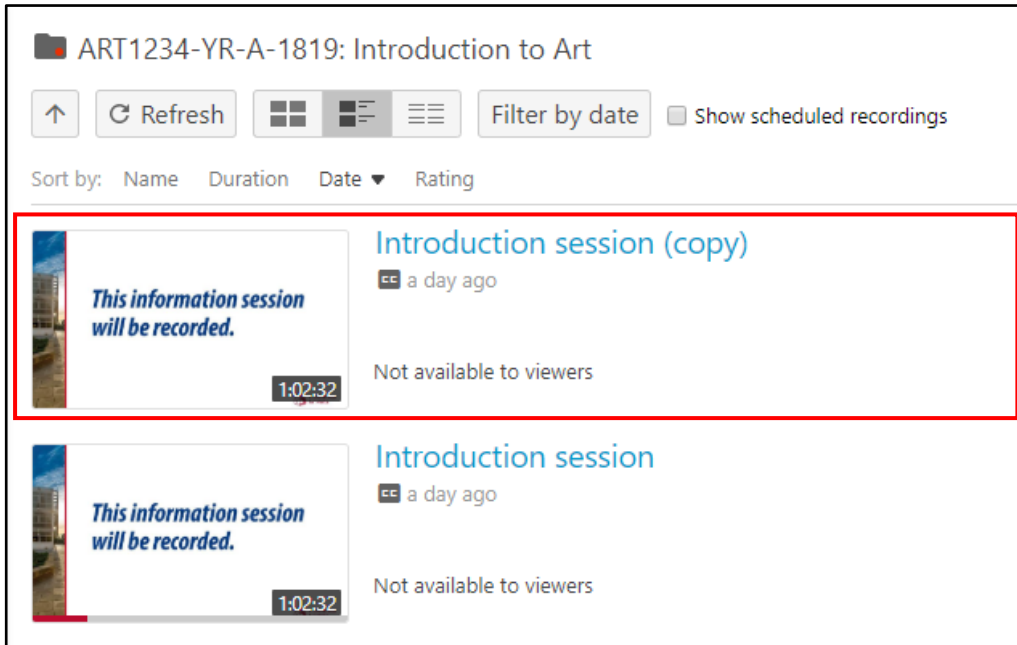 ART1234-YR-A-1819: Introduction to Art
Refresh Filter by date Show scheduled recordings
Sort by: Name Duration Date Rating
Introduction session (copy)
CC a day ago
This information session
will be recorded.
Not available to viewers
1:02:32
Introduction session
CC a day ago
This information session
will be recorded.
Not available to viewers
1:02:32